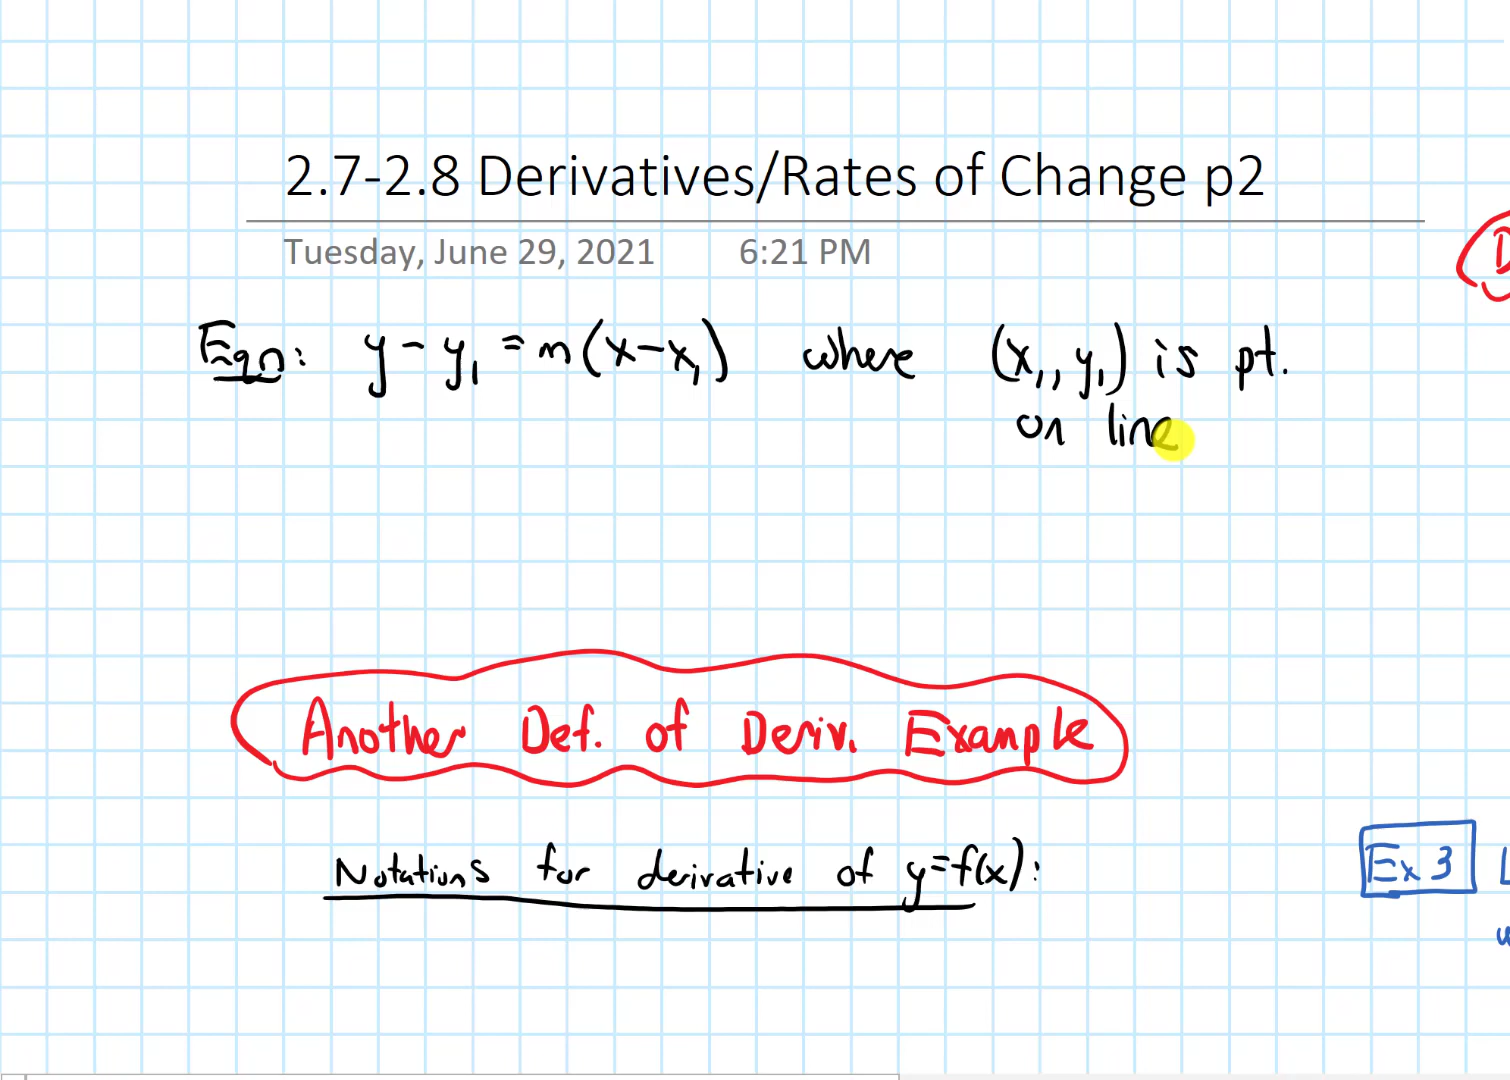 2.7-2.8 Derivatives/Rates of Change p2
Tuesday, June 29, 2021 6:21 PM
Eqn: y - y₁ = m(x - x₁) where (x₁, y₁) is pt.
on line
Another Def. of Deriv. Example
Notations for derivative of y=f(x):
Ex 3